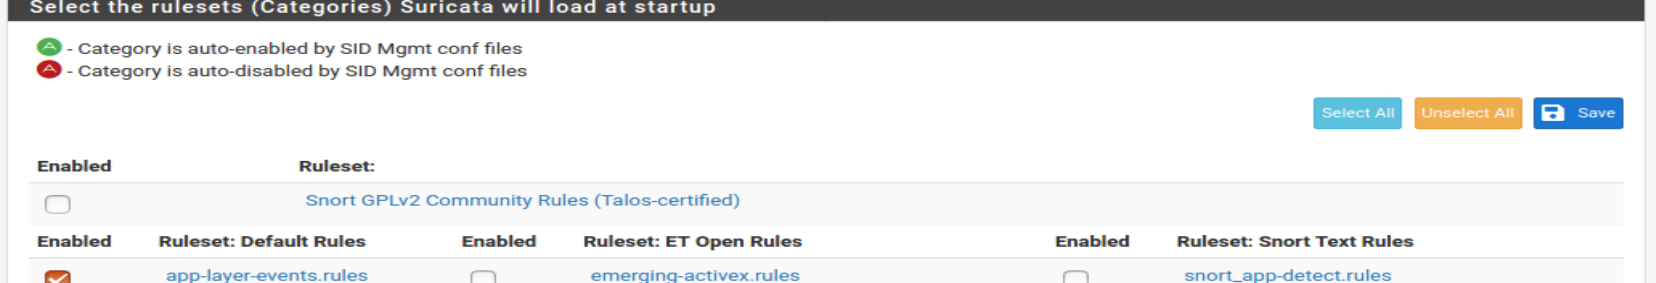 Select the rulesets (Categories) Suricata will load at startup
A - Category is auto-enabled by SID Mgmt conf files
A - Category is auto-disabled by SID Mgmt conf files
Select All Unselect All Save
Enabled Ruleset:
Snort GPLv2 Community Rules (Talos-certified)
Enabled Ruleset: Default Rules Enabled Ruleset: ET Open Rules Enabled Ruleset: Snort Text Rules
app-layer-events.rules emerging-activex.rules snort_app-detect.rules